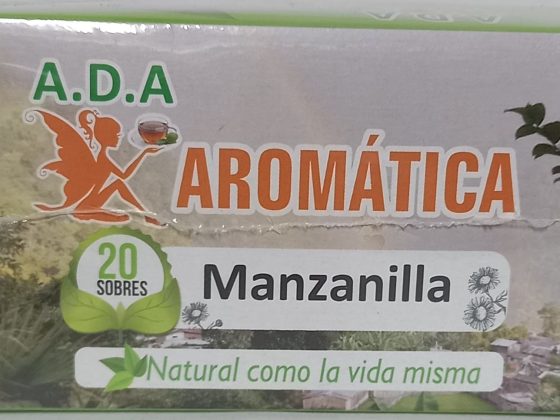 A.D.A
AROMÁTICA
20
SOBRES
Manzanilla
Natural como la vida misma